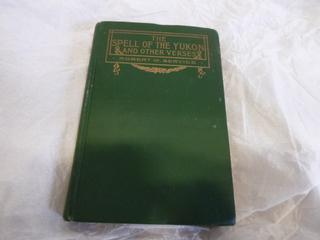 THE
SPELL OF THE YUKON
AND OTHER VERSES
ROBERT W. SERVICE